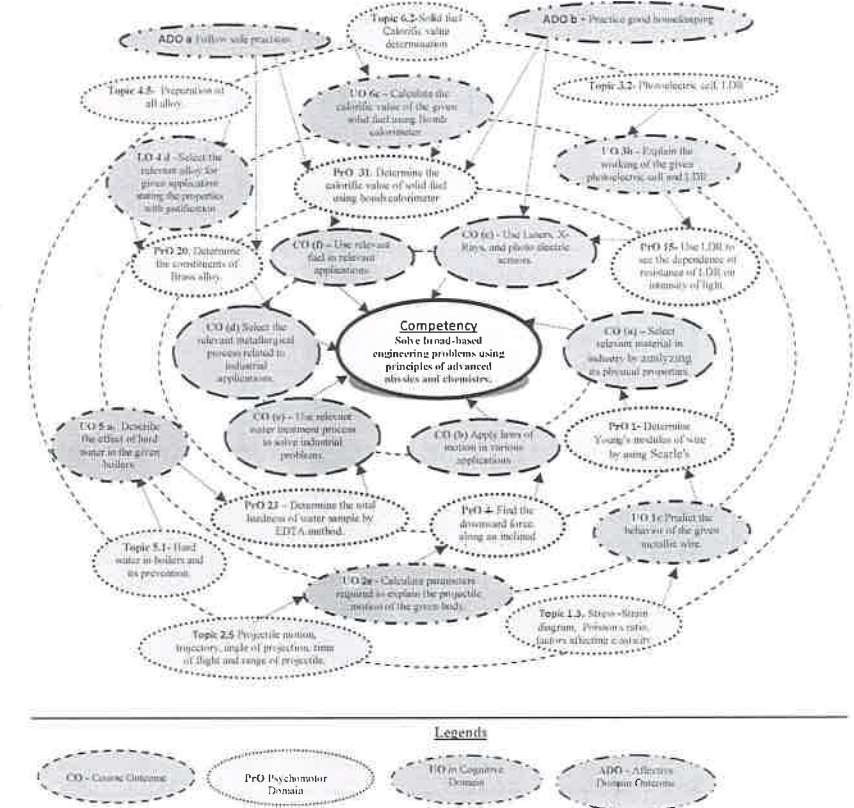 Topic 6.2- Solid fuel
Calorific value
determination
ADO a Follow safe practices
ADO b - Practice good housekeeping
Topic 4.5- Preparation of
all alloy.
UO 6c - Calculate the
calorific value of the given
solid fuel using Bomb
calorimeter
Topic 3.2- Photoelectric cell, LDR
4 d - Select the
relevant alloy for
given application
stating the properties
with justification
PrO 31. Determine the
calorific value of solid fuel
using bomb calorimeter
UO 3b - Explain the
working of the given
photoelectric cell and LDR
PrO 20. Determine
the constituents of
Brass alloy.
CO (f) - Use relevant
fuel in relevant
applications
CO (c) - Use Lasers, X-
Rays, and photo electric
sensors.
PrO 15- Use LDR to
see the dependence of
resistance of LDR on
intensity of light.
CO (d) Select the
relevant metallurgical
process related to
industrial
applications.
Competency
Solve broad-based
engineering problems using
principles of advanced
physics and chemistry.
CO (a) - Select
relevant material in
industry by analyzing
its physical properties.
UO 5 a- Describe
the effect of hard
water in the given
boilers
CO (e) - Use relevant
water treatment process
to solve industrial
problems.
CO (b) Apply laws of
motion in various
applications
PrO 1- Determine
Young's modulus of wire
by using Searle's
PrO 23 - Determine the total
hardness of water sample by
EDTA method.
PrO 4- Find the
downward force,
along an inclined
UO 1c Predict the
behavior of the given
metallic wire.
Topic 5.1- Hard
water in boilers and
its prevention.
UO 2e - Calculate parameters
required to explain the projectile
motion of the given body.
Topic 2.5 Projectile motion,
trajectory, angle of projection, time
of flight and range of projectile.
Topic 1.3. Stress-Strain
diagram, Poisson's ratio,
factors affecting elasticity
Legends
CO - Course Outcome
PrO Psychomotor
Domain
UO in Cognitive
Domain
ADO - Affective
Domain Outcome